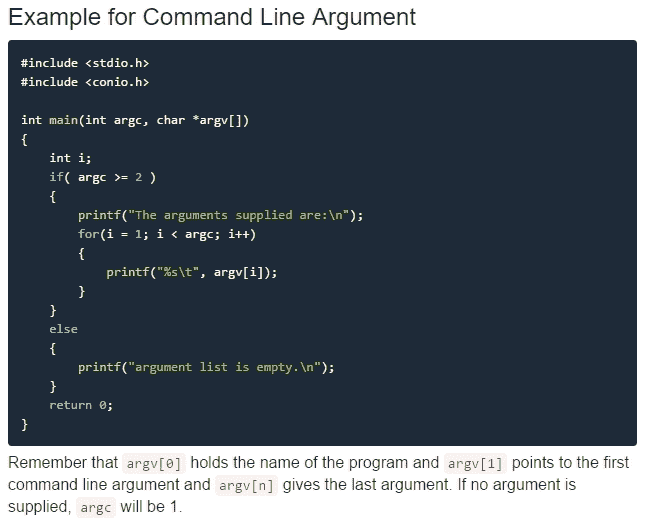 Example for Command Line Argument
#include <stdio.h>
#include <conio.h>
int main(int argc, char *argv[])
{
int i;
if( argc >= 2 )
{
printf("The arguments supplied are:\n");
for(i = 1; i < argc; i++)
{
printf("%s\t", argv[i]);
}
}
else
{
printf("argument list is empty.\n");
}
return 0;
}
Remember that argv[0] holds the name of the program and argv[1] points to the first
command line argument and argv[n] gives the last argument. If no argument is
supplied, argc will be 1.